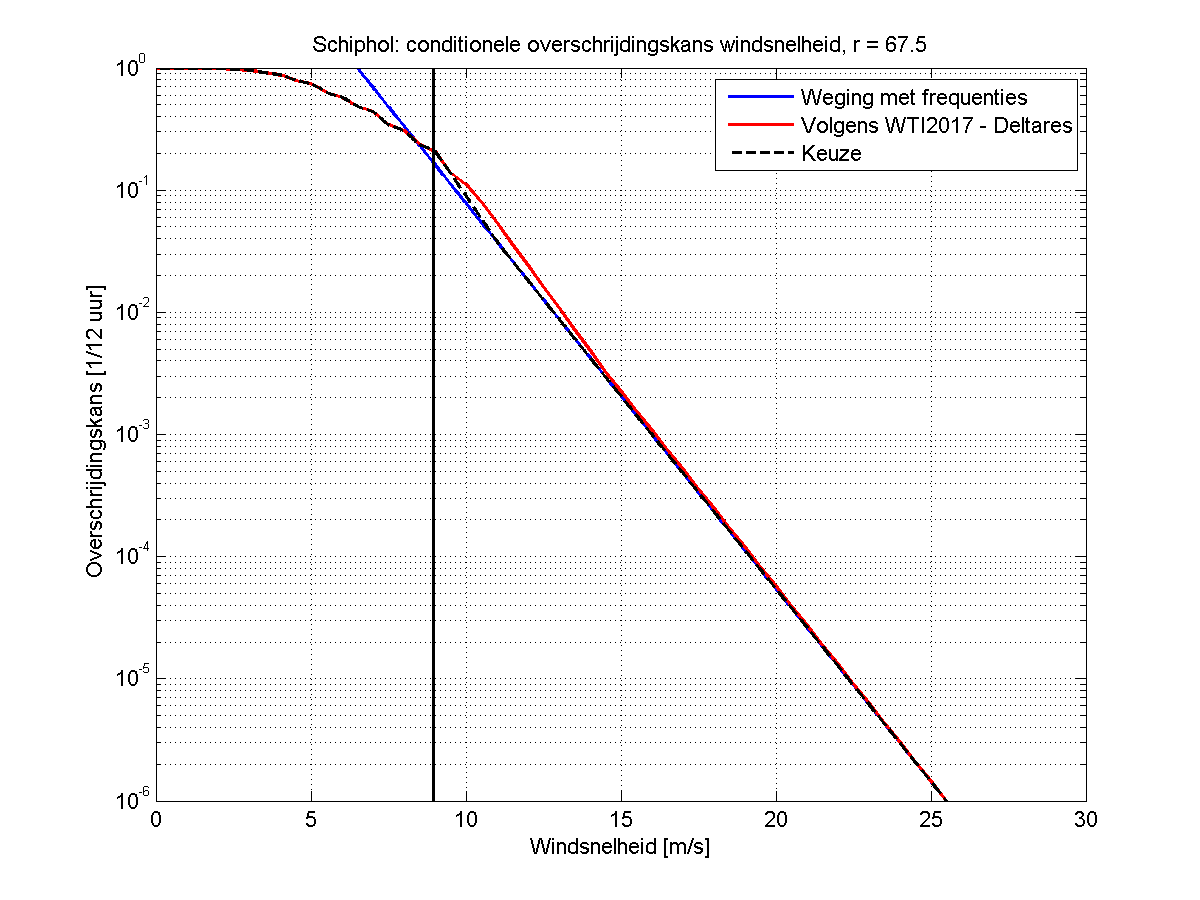 Schiphol: conditionele overschrijdingskans windsnelheid, r = 67.5
Weging met frequenties
Volgens WTI2017 - Deltares
Keuze
Overschrijdingskans [1/12 uur]
10^0
10^-1
10^-2
10^-3
10^-4
10^-5
10^-6
0 5 10 15 20 25 30
Windsnelheid [m/s]